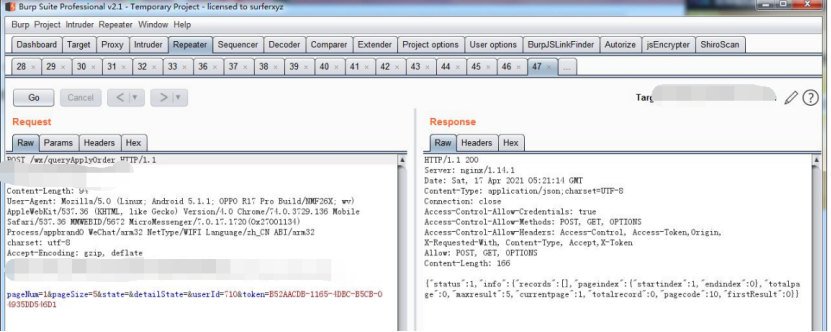 Burp Suite Professional v2.1 - Temporary Project - licensed to surferxyz
Burp Project Intruder Repeater Window Help
Dashboard Target Proxy Intruder Repeater Sequencer Decoder Comparer Extender Project options User options BurpJSLinkFinder Autorize jsEncrypter ShiroScan
28 × 29 × 30 × 31 × 32 × 33 × 36 × 37 × 38 × 39 × 40 × 41 × 42 × 43 × 44 × 45 × 46 × 47 × ...
Go Cancel < | ▼ > | ▼ ?
Request Response
Raw Params Headers Hex Raw Headers Hex
POST /wx/queryApplyOrder HTTP/1.1
Content-Length: 94
User-Agent: Mozilla/5.0 (Linux; Android 5.1.1; OPPO R17 Pro Build/NMF26X; wv)
AppleWebKit/537.36 (KHTML, like Gecko) Version/4.0 Chrome/74.0.3729.136 Mobile
Safari/537.36 MMWEBID/5672 MicroMessenger/7.0.17.1720(0x27001134)
Process/appbrand0 WeChat/arm32 NetType/WIFI Language/zh_CN ABI/arm32
charset: utf-8
Accept-Encoding: gzip, deflate
pageNum=1&pageSize=5&state=&detailState=&userId=710&token=B52AACDB-1165-4DBC-B5CB-0
4935DD546D1
HTTP/1.1 200
Server: nginx/1.14.1
Date: Sat, 17 Apr 2021 05:21:14 GMT
Content-Type: application/json;charset=UTF-8
Connection: close
Access-Control-Allow-Credentials: true
Access-Control-Allow-Methods: POST, GET, OPTIONS
Access-Control-Allow-Headers: Access-Control, Access-Token,Origin,
X-Requested-With, Content-Type, Accept,X-Token
Allow: POST, GET, OPTIONS
Content-Length: 166
{"status":1,"info":{"records":[],"pageindex":{"startindex":1,"endindex":0},"totalpa
ge":0,"maxresult":5,"currentpage":1,"totalrecord":0,"pagecode":10,"firstResult":0}}